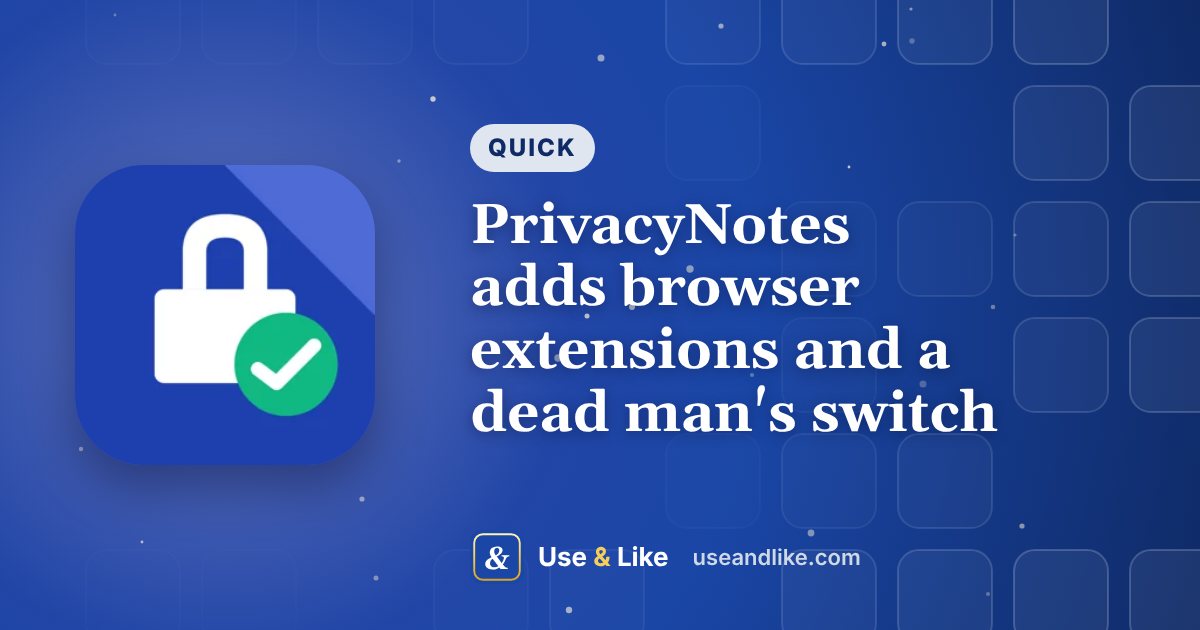 QUICK
PrivacyNotes
adds browser
extensions and a
dead man's switch
& Use & Like useandlike.com